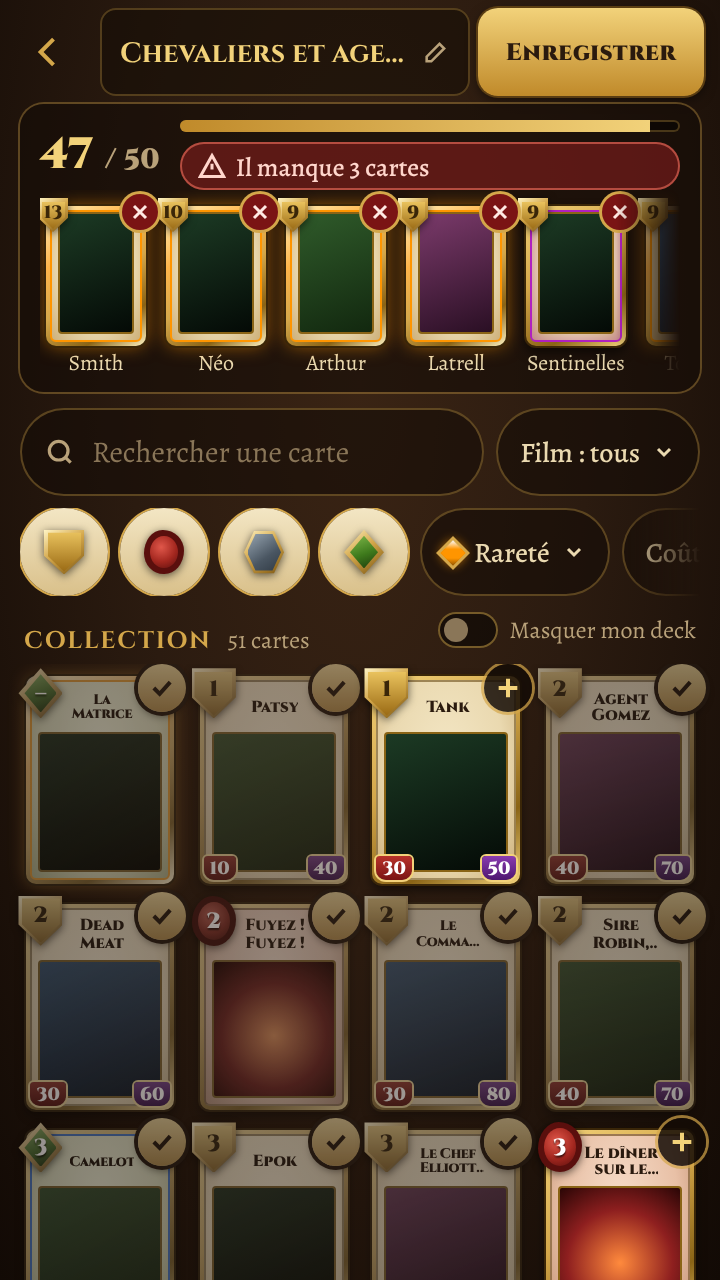 Chevaliers et age...
Enregistrer
47 / 50
Il manque 3 cartes
13 10 9 9 9 9
Smith Néo Arthur Latrell Sentinelles
Rechercher une carte
Film : tous
Rareté
Coût
COLLECTION 51 cartes
Masquer mon deck
–
La
Matrice
1
Patsy
10 40
1
Tank
30 50
2
Agent
Gomez
40 70
2
Dead
Meat
30 60
2
Fuyez !
Fuyez !
2
Le
Comma...
30 80
2
Sire
Robin,..
40 70
3
Camelot
3
Epok
3
Le Chef
Elliott..
3
Le dîner
sur le...